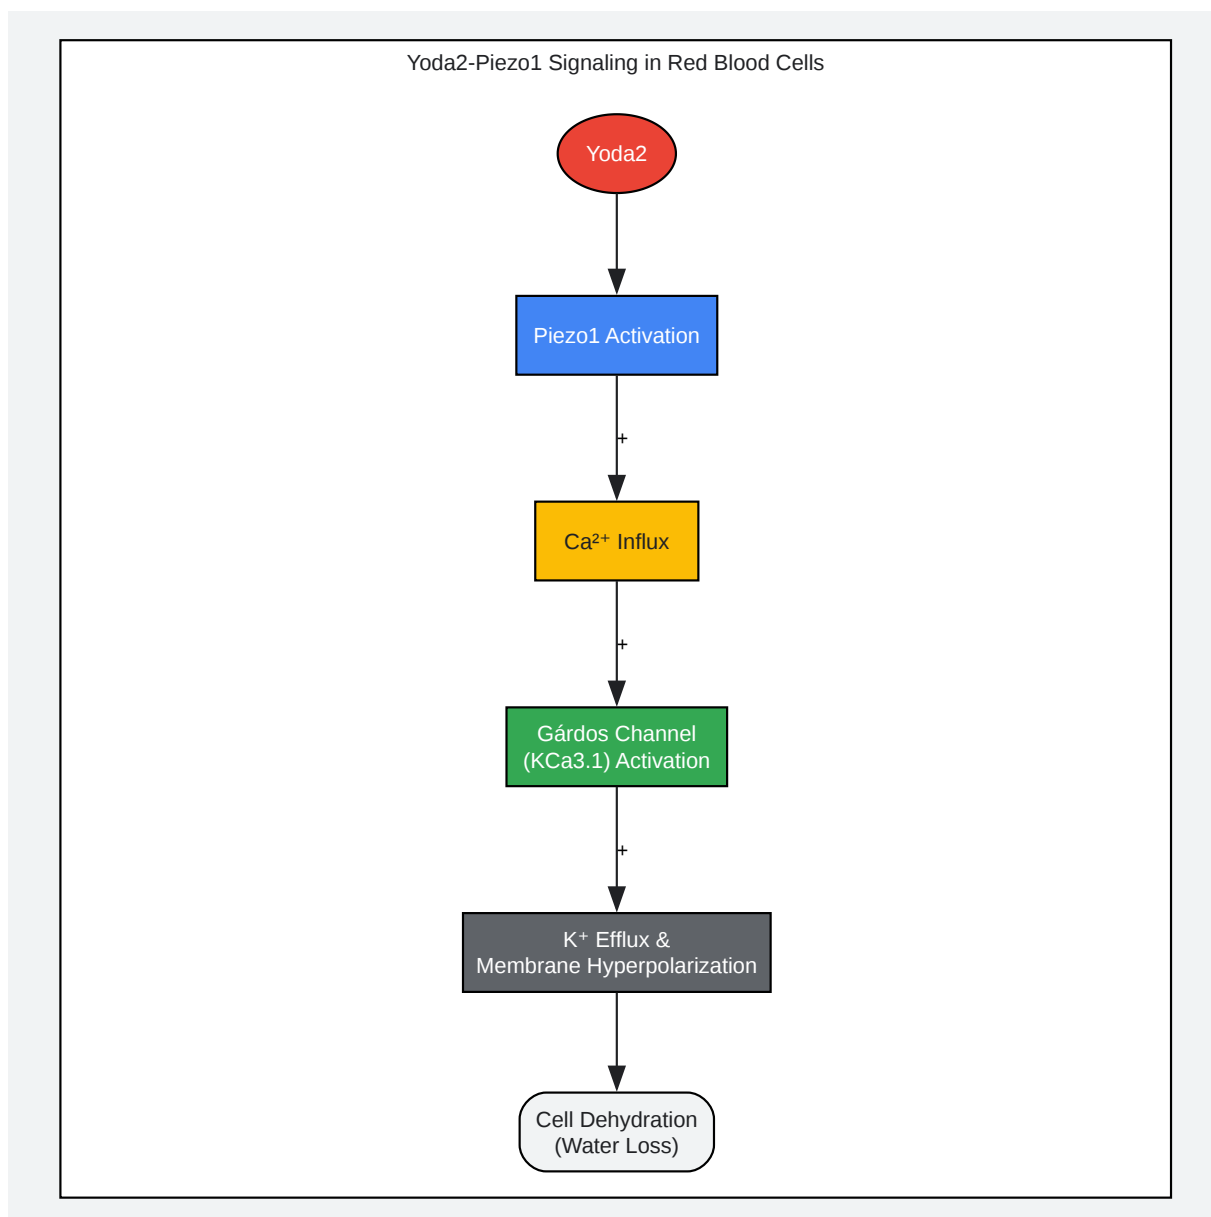 Yoda2-Piezo1 Signaling in Red Blood Cells
Yoda2
Piezo1 Activation
+
Ca²⁺ Influx
+
Gárdos Channel
(KCa3.1) Activation
+
K⁺ Efflux &
Membrane Hyperpolarization
Cell Dehydration
(Water Loss)